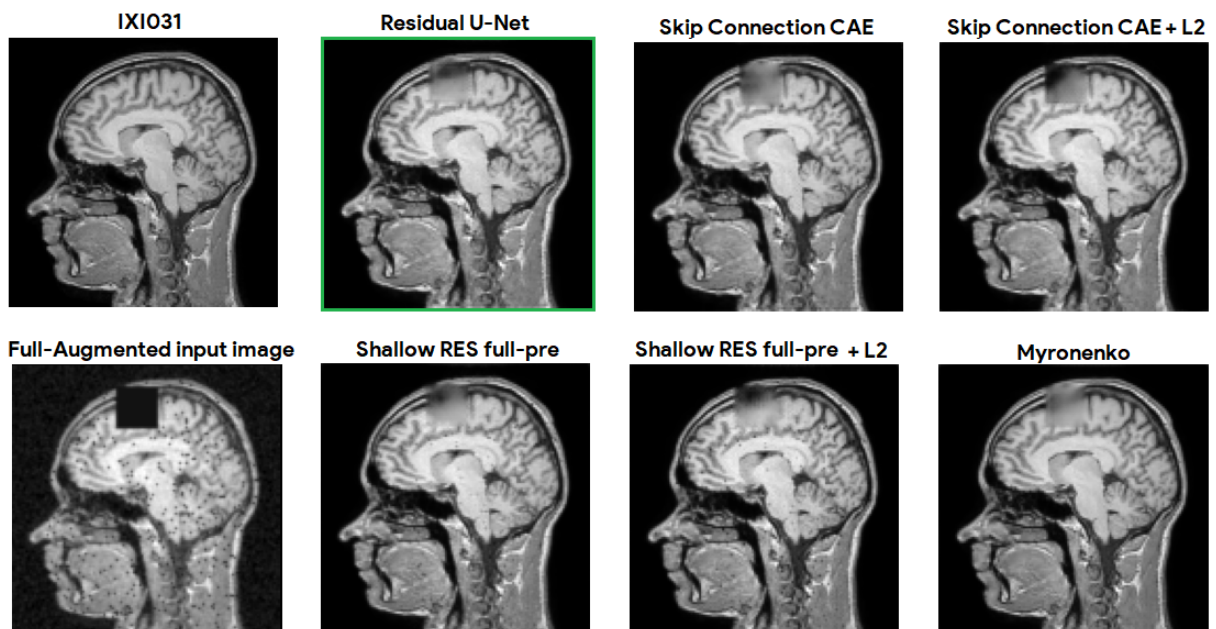 IXI031
Residual U-Net
Skip Connection CAE
Skip Connection CAE + L2
Full-Augmented input image
Shallow RES full-pre
Shallow RES full-pre + L2
Myronenko